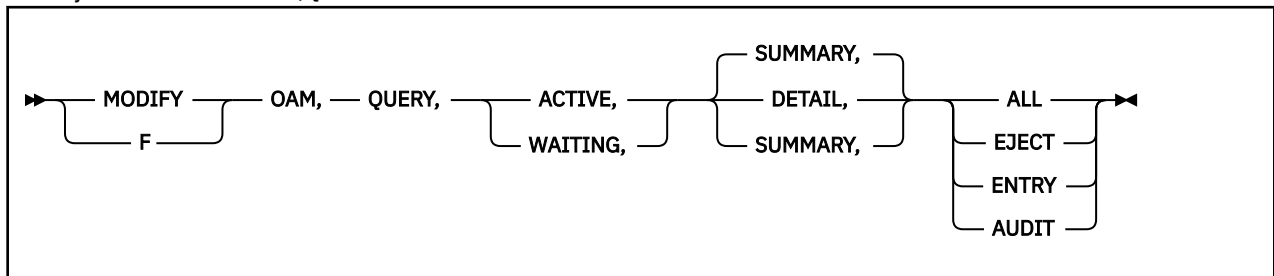 SUMMARY,
MODIFY OAM, QUERY, ACTIVE, DETAIL, ALL
F WAITING, SUMMARY, EJECT
ENTRY
AUDIT